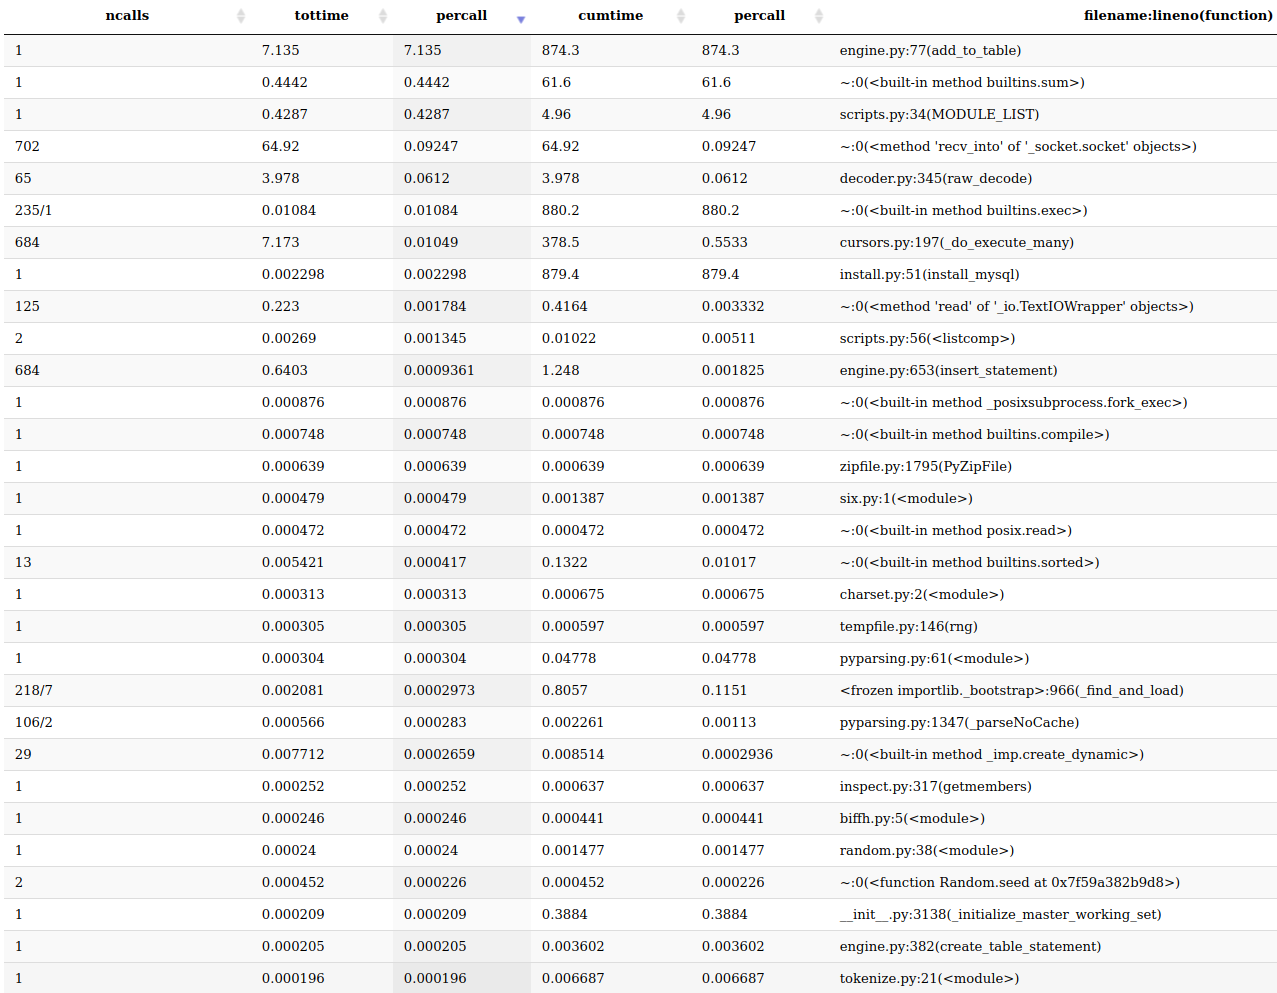 ncalls tottime percall cumtime percall filename:lineno(function)
1 7.135 7.135 874.3 874.3 engine.py:77(add_to_table)
1 0.4442 0.4442 61.6 61.6 ~:0(<built-in method builtins.sum>)
1 0.4287 0.4287 4.96 4.96 scripts.py:34(MODULE_LIST)
702 64.92 0.09247 64.92 0.09247 ~:0(<method 'recv_into' of '_socket.socket' objects>)
65 3.978 0.0612 3.978 0.0612 decoder.py:345(raw_decode)
235/1 0.01084 0.01084 880.2 880.2 ~:0(<built-in method builtins.exec>)
684 7.173 0.01049 378.5 0.5533 cursors.py:197(_do_execute_many)
1 0.002298 0.002298 879.4 879.4 install.py:51(install_mysql)
125 0.223 0.001784 0.4164 0.003332 ~:0(<method 'read' of '_io.TextIOWrapper' objects>)
2 0.00269 0.001345 0.01022 0.00511 scripts.py:56(<listcomp>)
684 0.6403 0.0009361 1.248 0.001825 engine.py:653(insert_statement)
1 0.000876 0.000876 0.000876 0.000876 ~:0(<built-in method _posixsubprocess.fork_exec>)
1 0.000748 0.000748 0.000748 0.000748 ~:0(<built-in method builtins.compile>)
1 0.000639 0.000639 0.000639 0.000639 zipfile.py:1795(PyZipFile)
1 0.000479 0.000479 0.001387 0.001387 six.py:1(<module>)
1 0.000472 0.000472 0.000472 0.000472 ~:0(<built-in method posix.read>)
13 0.005421 0.000417 0.1322 0.01017 ~:0(<built-in method builtins.sorted>)
1 0.000313 0.000313 0.000675 0.000675 charset.py:2(<module>)
1 0.000305 0.000305 0.000597 0.000597 tempfile.py:146(rng)
1 0.000304 0.000304 0.04778 0.04778 pyparsing.py:61(<module>)
218/7 0.002081 0.0002973 0.8057 0.1151 <frozen importlib._bootstrap>:966(_find_and_load)
106/2 0.000566 0.000283 0.002261 0.00113 pyparsing.py:1347(_parseNoCache)
29 0.007712 0.0002659 0.008514 0.0002936 ~:0(<built-in method _imp.create_dynamic>)
1 0.000252 0.000252 0.000637 0.000637 inspect.py:317(getmembers)
1 0.000246 0.000246 0.000441 0.000441 biffh.py:5(<module>)
1 0.00024 0.00024 0.001477 0.001477 random.py:38(<module>)
2 0.000452 0.000226 0.000452 0.000226 ~:0(<function Random.seed at 0x7f59a382b9d8>)
1 0.000209 0.000209 0.3884 0.3884 __init__.py:3138(_initialize_master_working_set)
1 0.000205 0.000205 0.003602 0.003602 engine.py:382(create_table_statement)
1 0.000196 0.000196 0.006687 0.006687 tokenize.py:21(<module>)